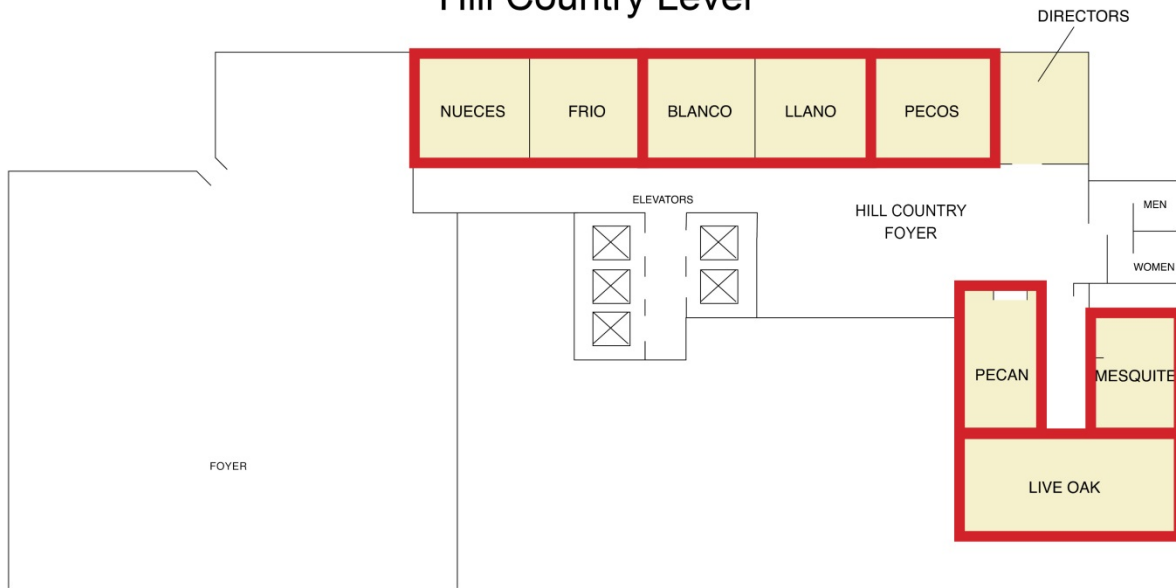 Hill Country Level
DIRECTORS
NUECES
FRIO
BLANCO
LLANO
PECOS
ELEVATORS
HILL COUNTRY
FOYER
MEN
WOMEN
PECAN
MESQUITE
FOYER
LIVE OAK